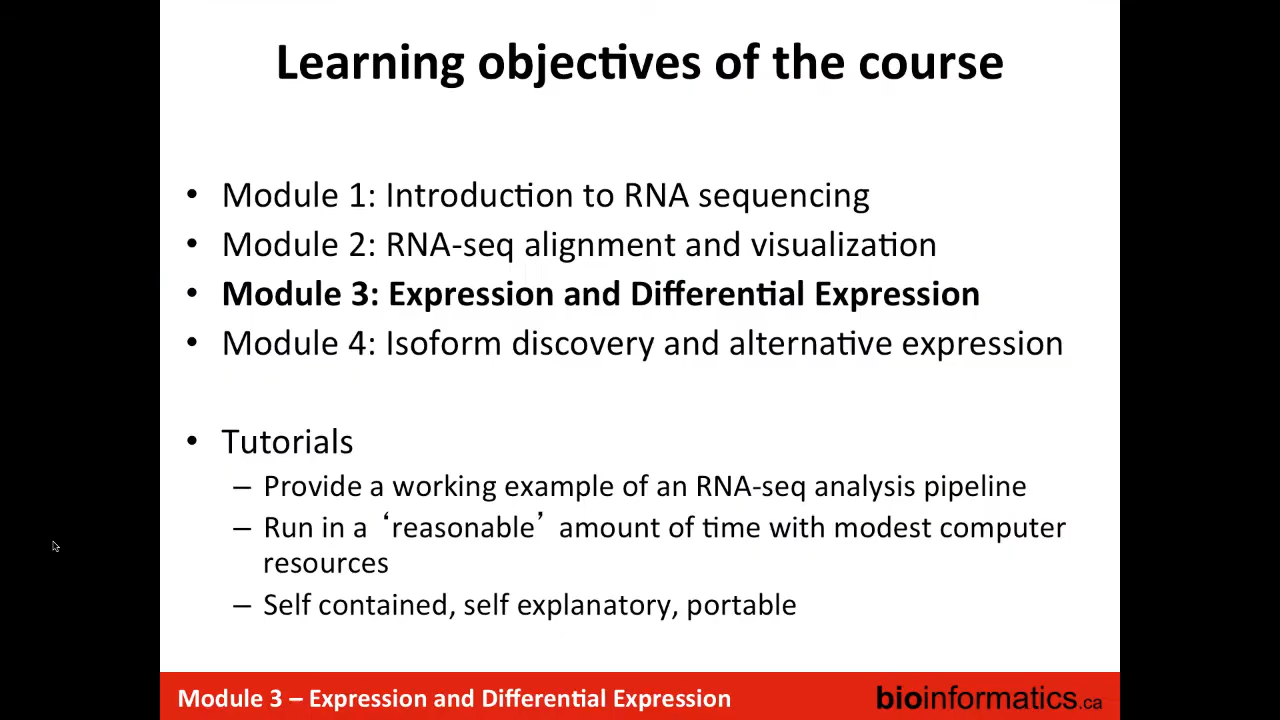 Learning objectives of the course
• Module 1: Introduction to RNA sequencing
• Module 2: RNA-seq alignment and visualization
• Module 3: Expression and Differential Expression
• Module 4: Isoform discovery and alternative expression
• Tutorials
– Provide a working example of an RNA-seq analysis pipeline
– Run in a ‘reasonable’ amount of time with modest computer
resources
– Self contained, self explanatory, portable
Module 3 – Expression and Differential Expression
bioinformatics.ca